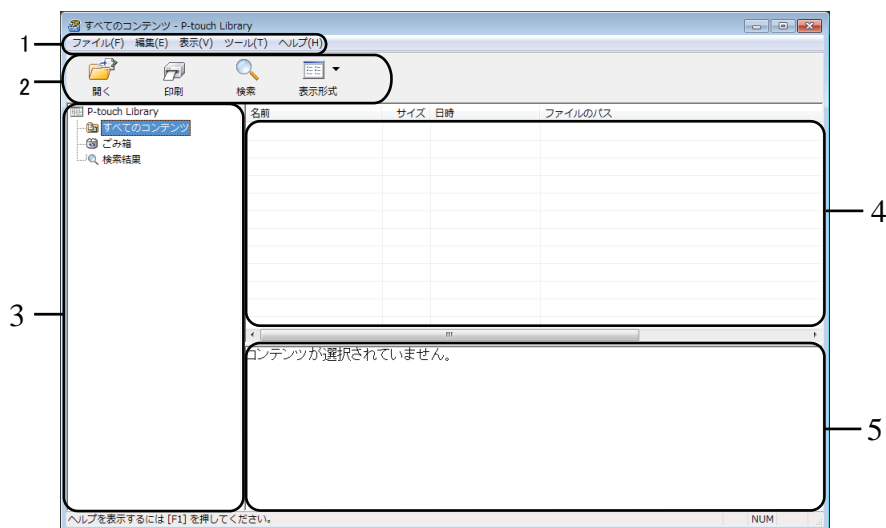 すべてのコンテンツ - P-touch Library
1
ファイル(F) 編集(E) 表示(V) ツール(T) ヘルプ(H)
2
開く 印刷 検索 表示形式
P-touch Library
すべてのコンテンツ
ごみ箱
検索結果
名前 サイズ 日時 ファイルのパス
4
3
コンテンツが選択されていません。
5
ヘルプを表示するには [F1] を押してください。 NUM